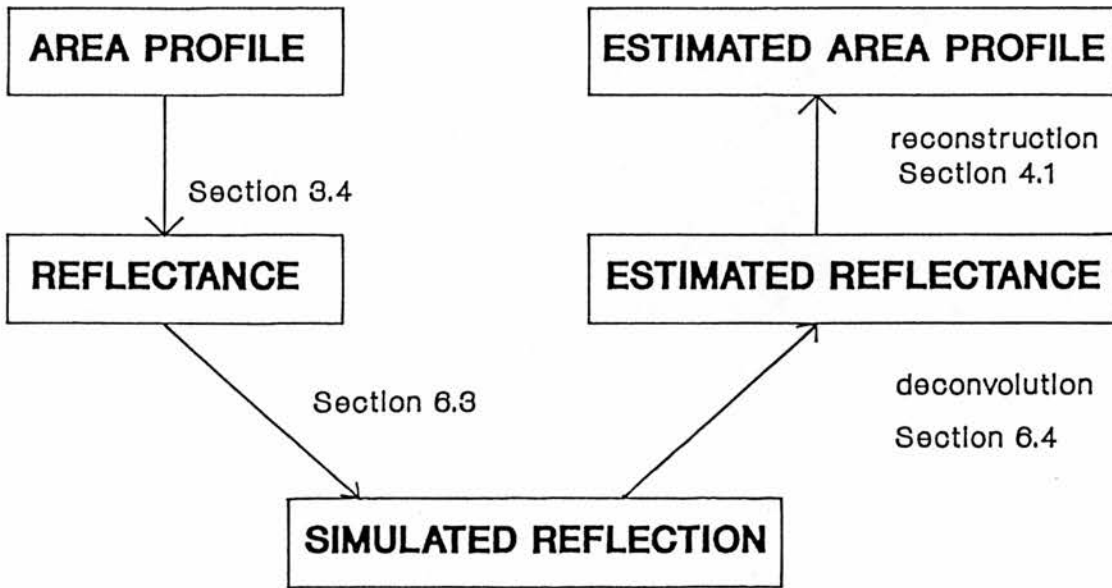 AREA PROFILE
ESTIMATED AREA PROFILE
reconstruction
Section 4.1
Section 3.4
REFLECTANCE
ESTIMATED REFLECTANCE
Section 6.3
deconvolution
Section 6.4
SIMULATED REFLECTION